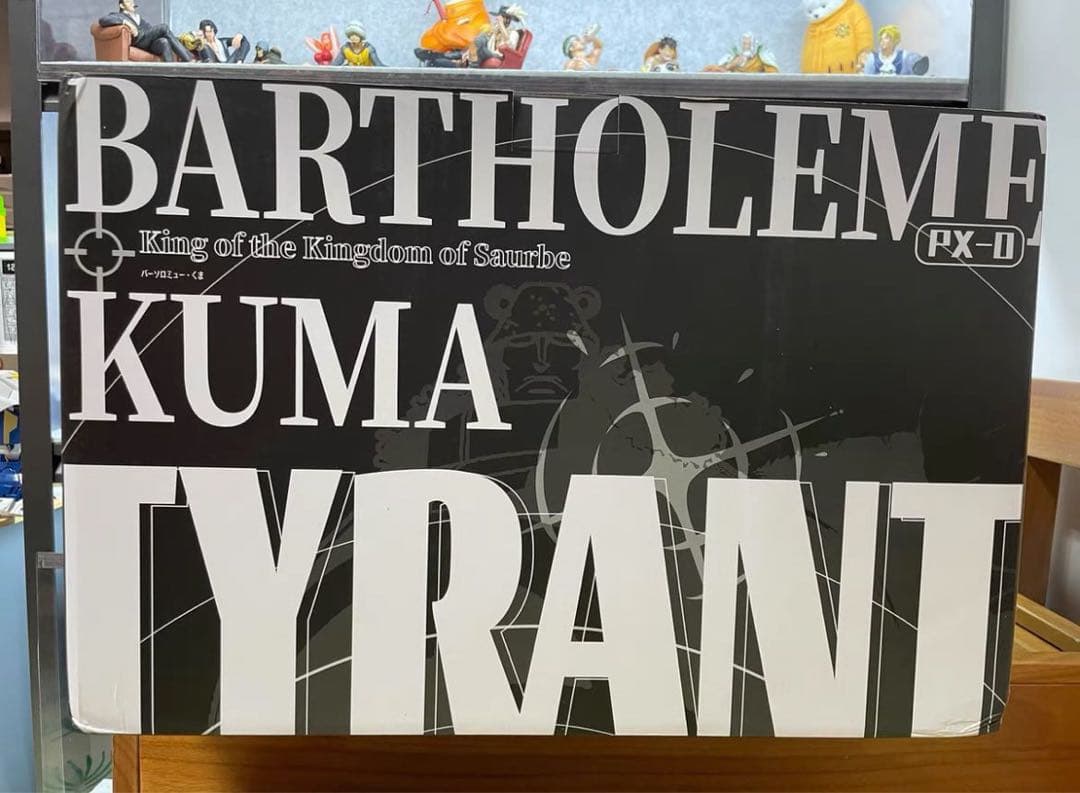 BARTHOLEME
King of the Kingdom of Saurbe
PX-0
バーソロミュー・くま
KUMA
TYRANT